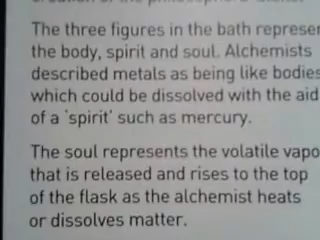 The three figures in the bath
the body, spirit and soul. Alchemists
described metals as being like bodies
which could be dissolved with the aid
of a 'spirit' such as mercury.
The soul represents the volatile
that is released and rises to the top
of the flask as the alchemist heats
or dissolves matter.